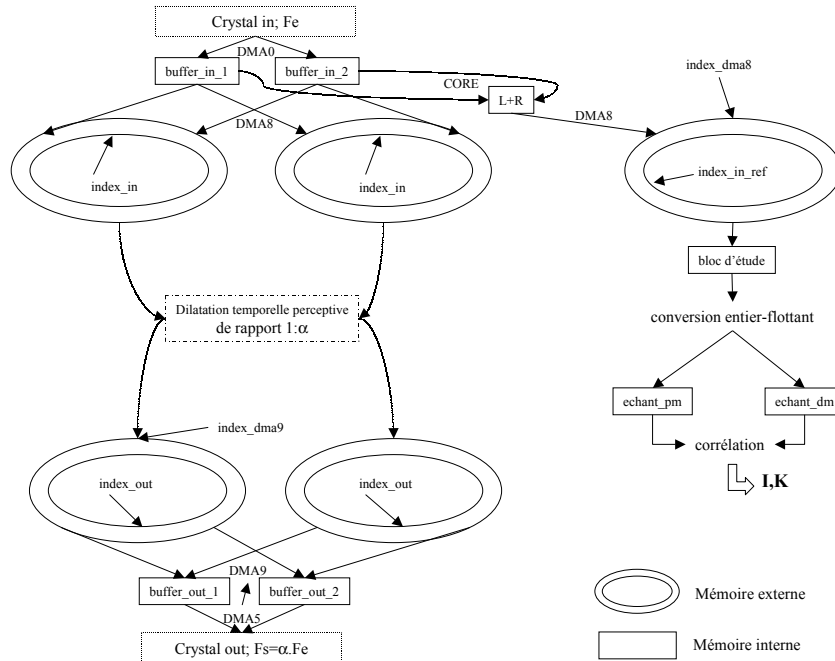 Crystal in; Fe
DMA0
buffer_in_1
buffer_in_2
CORE
L+R
index_dma8
DMA8
DMA8
index_in
index_in
index_in_ref
bloc d'étude
Dilatation temporelle perceptive
de rapport 1:α
conversion entier-flottant
echant_pm
echant_dm
index_dma9
corrélation
I,K
index_out
index_out
DMA9
buffer_out_1
buffer_out_2
DMA5
Crystal out; Fs=α.Fe
Mémoire externe
Mémoire interne